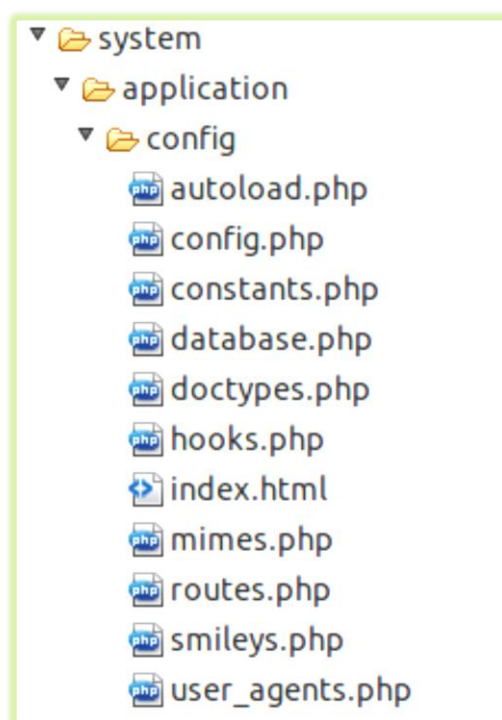 system
application
config
autoload.php
config.php
constants.php
database.php
doctypes.php
hooks.php
index.html
mimes.php
routes.php
smileys.php
user_agents.php